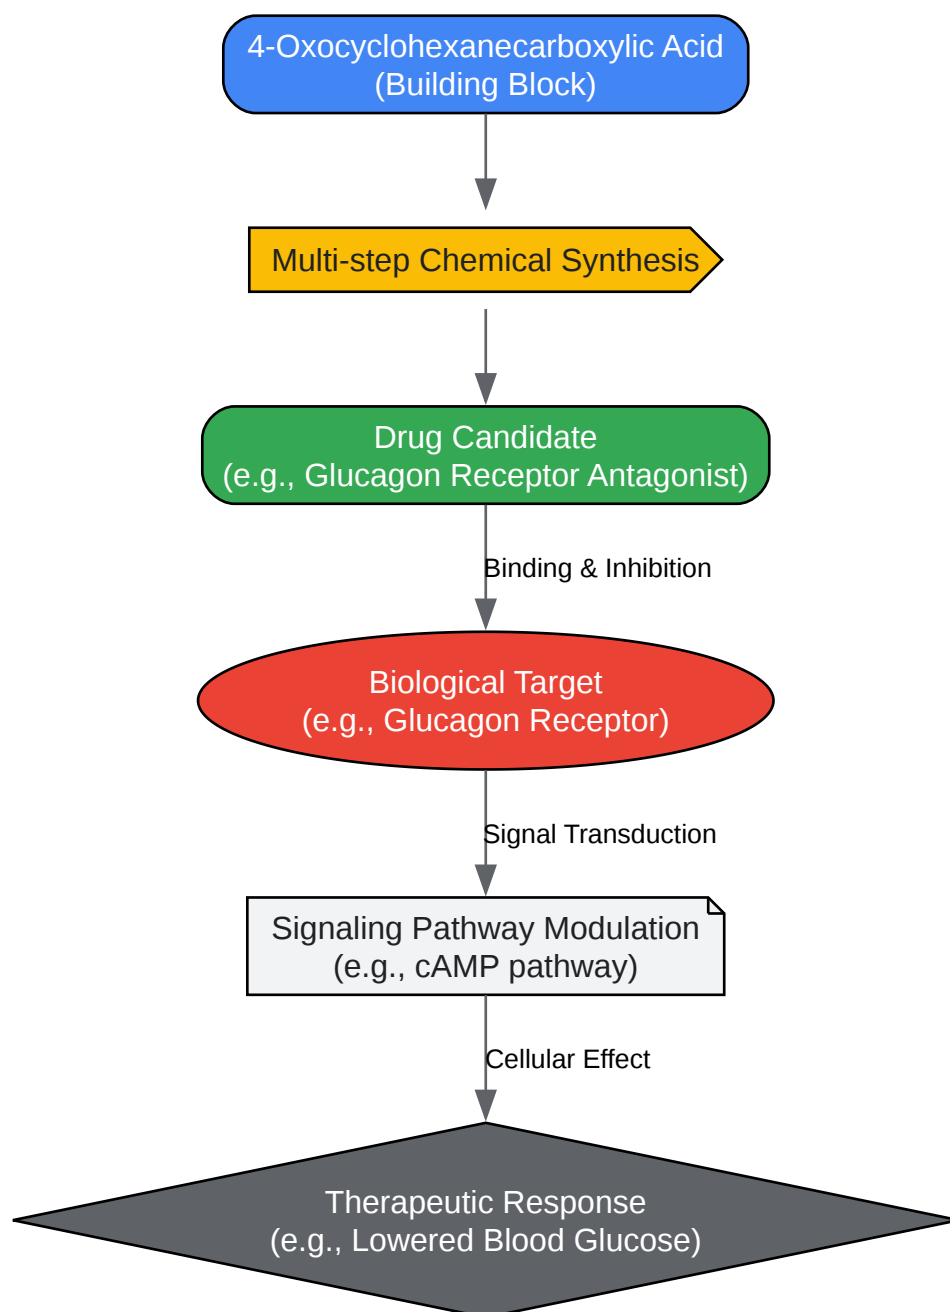 4-Oxocyclohexanecarboxylic Acid
(Building Block)
Multi-step Chemical Synthesis
Drug Candidate
(e.g., Glucagon Receptor Antagonist)
Binding & Inhibition
Biological Target
(e.g., Glucagon Receptor)
Signal Transduction
Signaling Pathway Modulation
(e.g., cAMP pathway)
Cellular Effect
Therapeutic Response
(e.g., Lowered Blood Glucose)